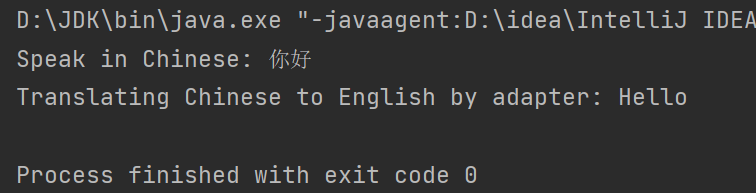 D:\JDK\bin\java.exe "-javaagent:D:\idea\IntelliJ IDEA
Speak in Chinese: 你好
Translating Chinese to English by adapter: Hello
Process finished with exit code 0